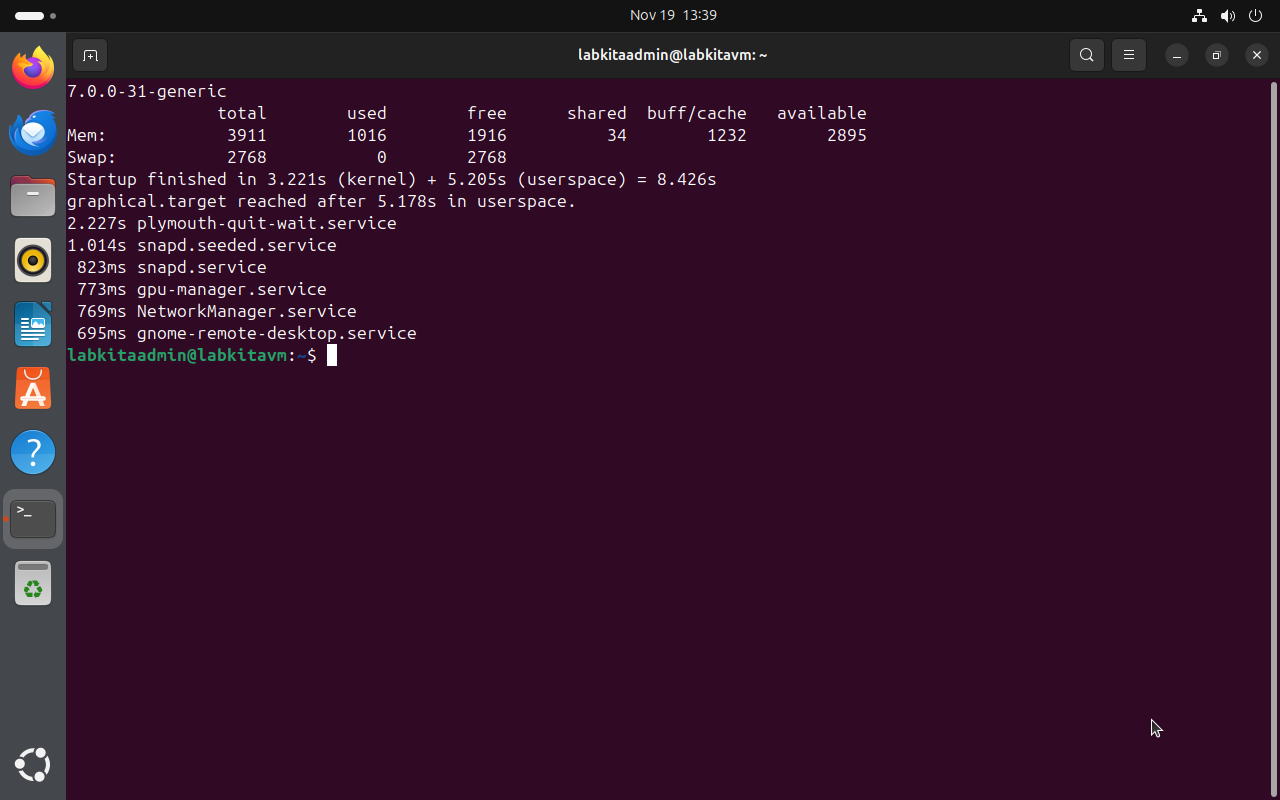 Nov 19 13:39
labkitaadmin@labkitavm: ~
7.0.0-31-generic
total used free shared buff/cache available
Mem: 3911 1016 1916 34 1232 2895
Swap: 2768 0 2768
Startup finished in 3.221s (kernel) + 5.205s (userspace) = 8.426s
graphical.target reached after 5.178s in userspace.
2.227s plymouth-quit-wait.service
1.014s snapd.seeded.service
823ms snapd.service
773ms gpu-manager.service
769ms NetworkManager.service
695ms gnome-remote-desktop.service
labkitaadmin@labkitavm:~$